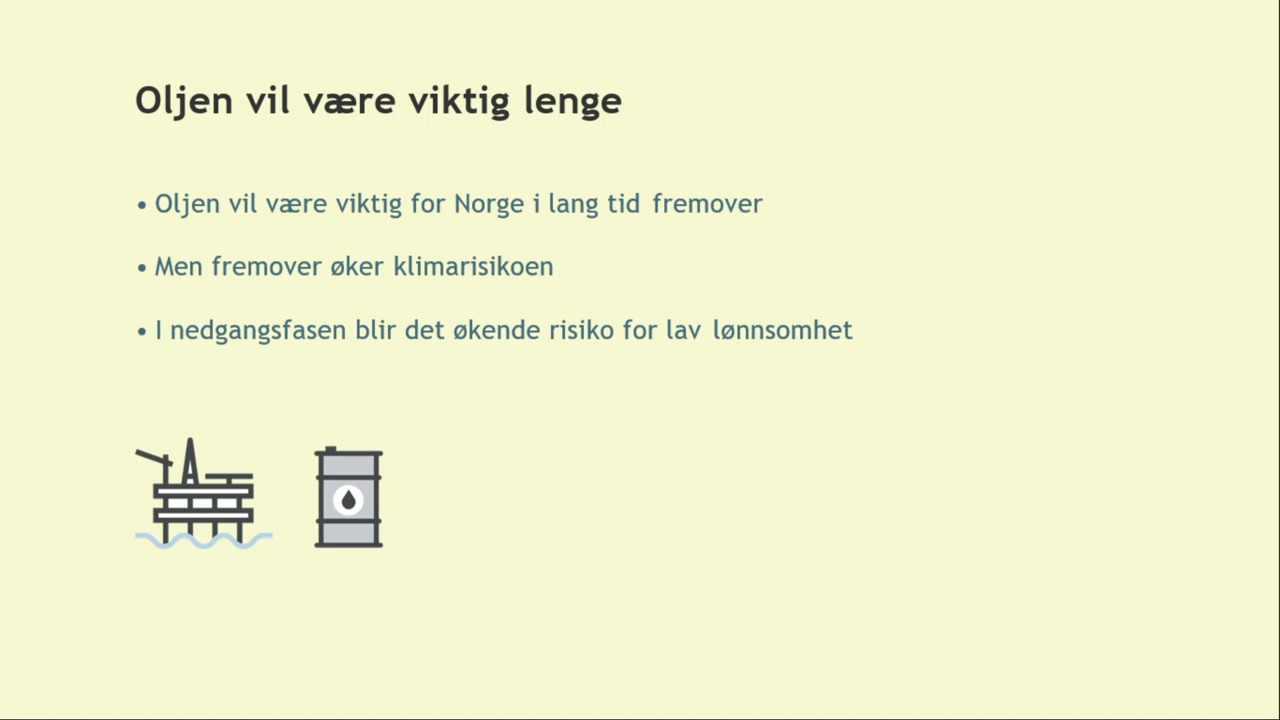 Oljen vil være viktig lenge
• Oljen vil være viktig for Norge i lang tid fremover
• Men fremover øker klimarisikoen
• I nedgangsfasen blir det økende risiko for lav lønnsomhet